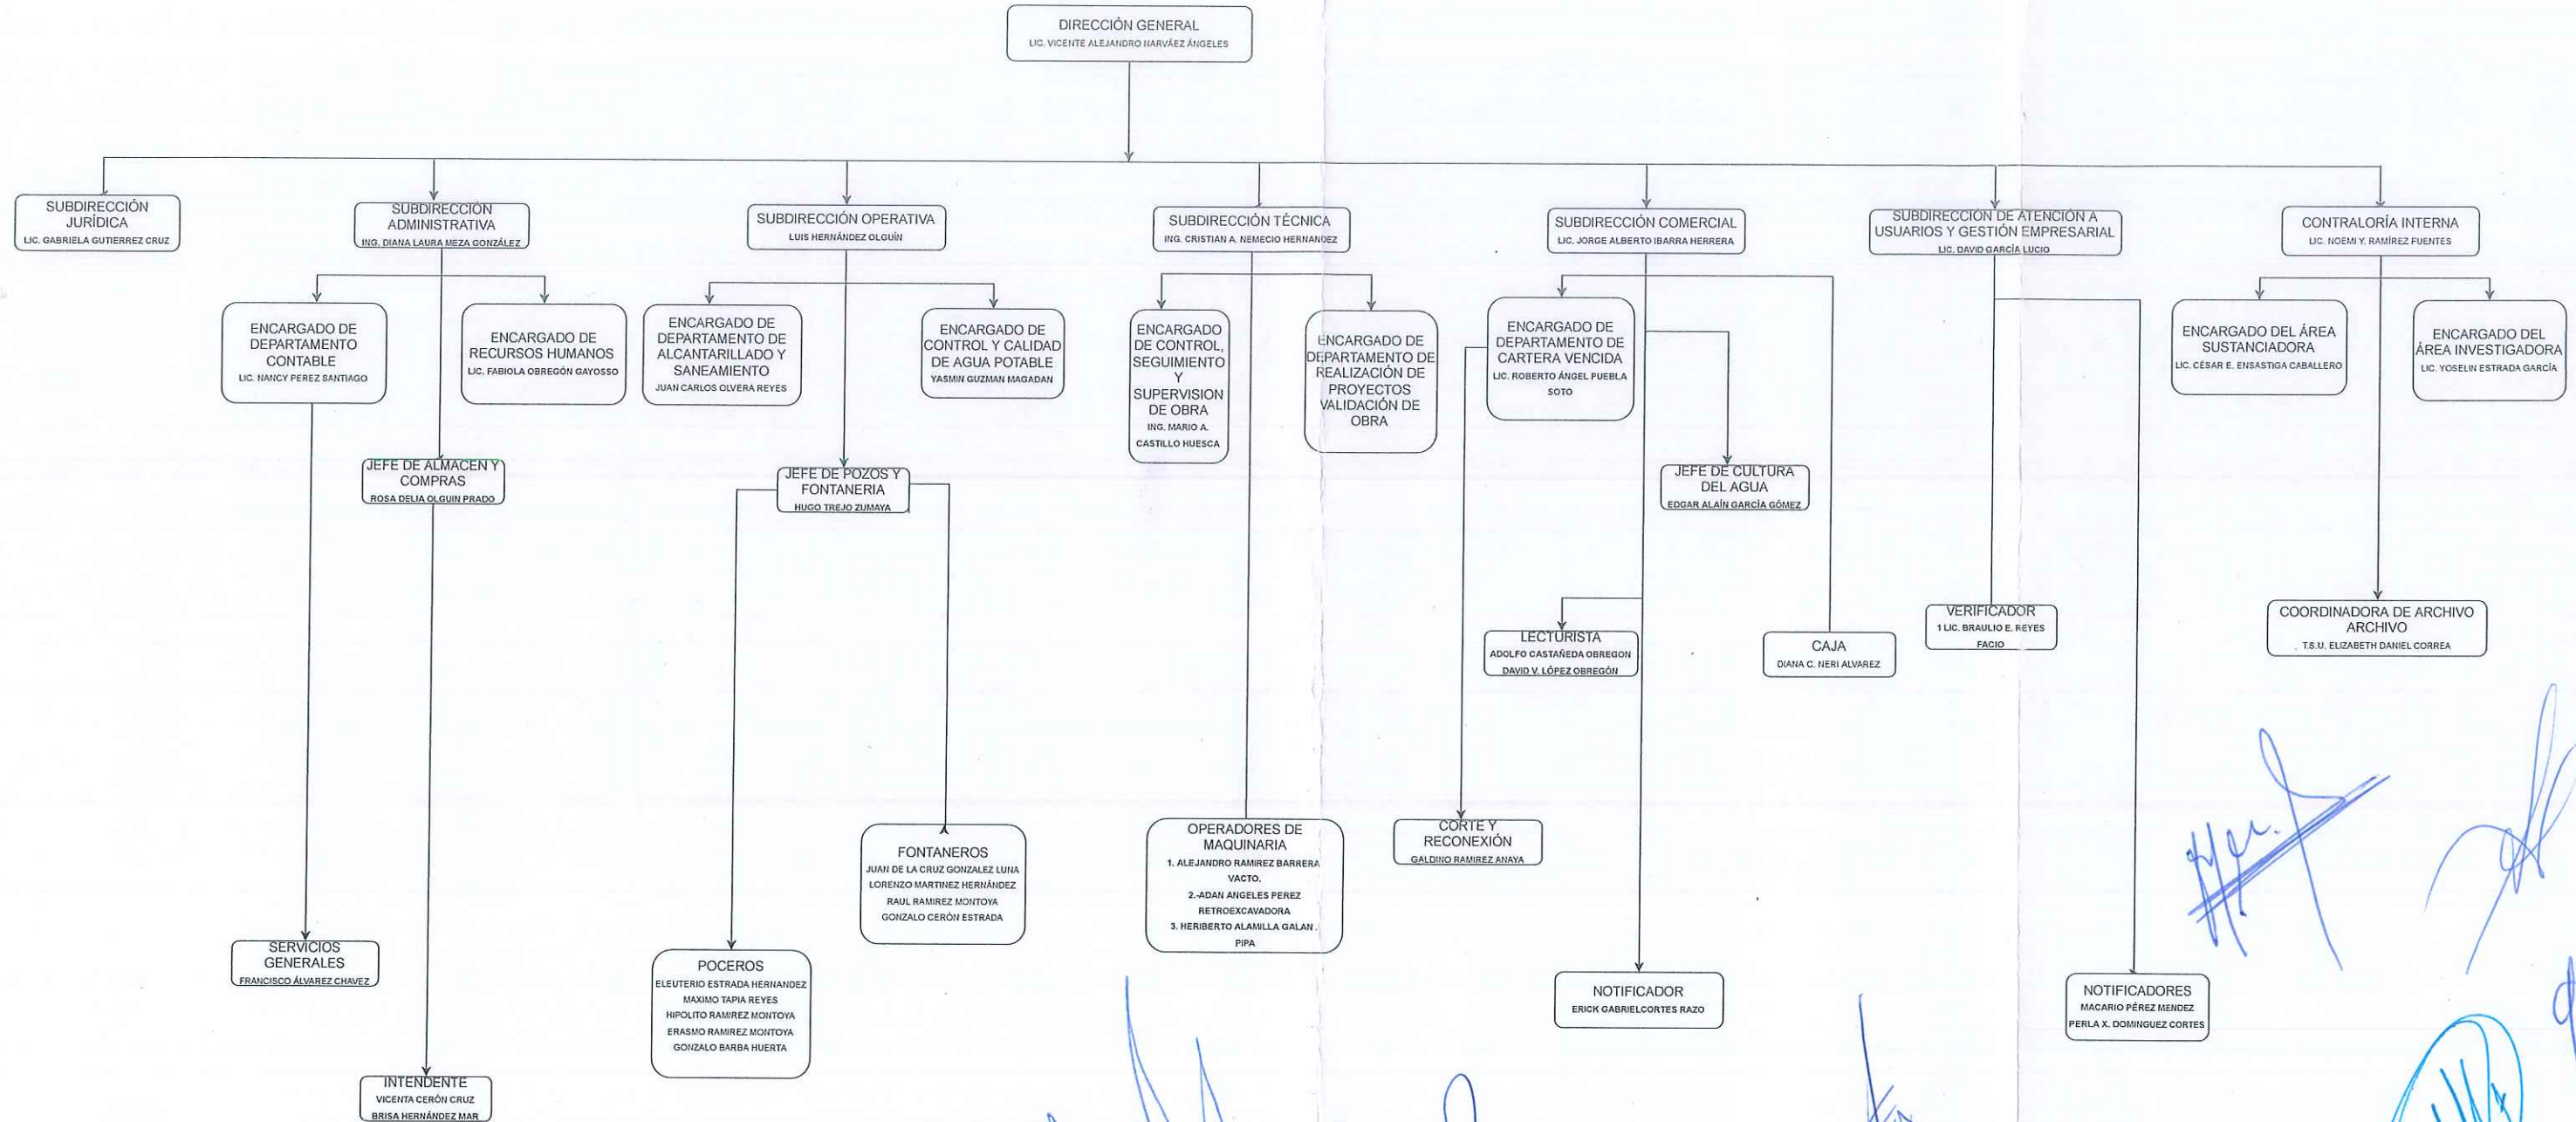 DIRECCIÓN GENERAL
LIC. VICENTE ALEJANDRO NARVÁEZ ÁNGELES
SUBDIRECCIÓN
JURÍDICA
LIC. GABRIELA GUTIERREZ CRUZ
SUBDIRECCIÓN
ADMINISTRATIVA
ING. DIANA LAURA MEZA GONZÁLEZ
SUBDIRECCIÓN OPERATIVA
LUIS HERNÁNDEZ OLGUÍN
SUBDIRECCIÓN TÉCNICA
ING. CRISTIAN A. NEMECIO HERNANDEZ
SUBDIRECCIÓN COMERCIAL
LIC. JORGE ALBERTO IBARRA HERRERA
SUBDIRECCIÓN DE ATENCIÓN A
USUARIOS Y GESTIÓN EMPRESARIAL
LIC. DAVID GARCÍA LUCIO
CONTRALORÍA INTERNA
LIC. NOEMI Y. RAMÍREZ FUENTES
ENCARGADO DE
DEPARTAMENTO
CONTABLE
LIC. NANCY PEREZ SANTIAGO
ENCARGADO DE
RECURSOS HUMANOS
LIC. FABIOLA OBREGÓN GAYOSSO
ENCARGADO DE
DEPARTAMENTO DE
ALCANTARILLADO Y
SANEAMIENTO
JUAN CARLOS OLVERA REYES
ENCARGADO DE
CONTROL Y CALIDAD
DE AGUA POTABLE
YASMIN GUZMAN MAGADAN
ENCARGADO
DE CONTROL,
SEGUIMIENTO
Y
SUPERVISION
DE OBRA
ING. MARIO A.
CASTILLO HUESCA
ENCARGADO DE
DEPARTAMENTO DE
REALIZACIÓN DE
PROYECTOS
VALIDACIÓN DE
OBRA
ENCARGADO DE
DEPARTAMENTO DE
CARTERA VENCIDA
LIC. ROBERTO ÁNGEL PUEBLA
SOTO
ENCARGADO DEL ÁREA
SUSTANCIADORA
LIC. CÉSAR E. ENSASTIGA CABALLERO
ENCARGADO DEL
ÁREA INVESTIGADORA
LIC. YOSELIN ESTRADA GARCÍA
JEFE DE ALMACEN Y
COMPRAS
ROSA DELIA OLGUIN PRADO
JEFE DE POZOS Y
FONTANERIA
HUGO TREJO ZUMAYA
JEFE DE CULTURA
DEL AGUA
EDGAR ALAÍN GARCÍA GÓMEZ
LECTURISTA
ADOLFO CASTAÑEDA OBREGON
DAVID V. LÓPEZ OBREGÓN
CAJA
DIANA C. NERI ALVAREZ
VERIFICADOR
1 LIC. BRAULIO E. REYES
FACIO
COORDINADORA DE ARCHIVO
ARCHIVO
T.S.U. ELIZABETH DANIEL CORREA
FONTANEROS
JUAN DE LA CRUZ GONZALEZ LUNA
LORENZO MARTINEZ HERNÁNDEZ
RAUL RAMIREZ MONTOYA
GONZALO CERÓN ESTRADA
OPERADORES DE
MAQUINARIA
1. ALEJANDRO RAMIREZ BARRERA
VACTO.
2.-ADAN ANGELES PEREZ
RETROEXCAVADORA
3. HERIBERTO ALAMILLA GALAN .
PIPA
CORTE Y
RECONEXIÓN
GALDINO RAMIREZ ANAYA
SERVICIOS
GENERALES
FRANCISCO ÁLVAREZ CHAVEZ
POCEROS
ELEUTERIO ESTRADA HERNANDEZ
MAXIMO TAPIA REYES
HIPOLITO RAMIREZ MONTOYA
ERASMO RAMIREZ MONTOYA
GONZALO BARBA HUERTA
NOTIFICADOR
ERICK GABRIELCORTES RAZO
NOTIFICADORES
MACARIO PÉREZ MENDEZ
PERLA X. DOMINGUEZ CORTES
INTENDENTE
VICENTA CERÓN CRUZ
BRISA HERNÁNDEZ MAR